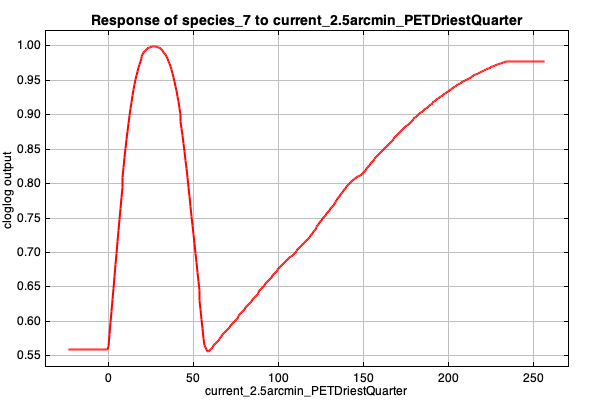 Response of species_7 to current_2.5arcmin_PETDriestQuarter
1.00
0.95
0.90
0.85
0.80
0.75
0.70
0.65
0.60
0.55
cloglog output
0 50 100 150 200 250
current_2.5arcmin_PETDriestQuarter